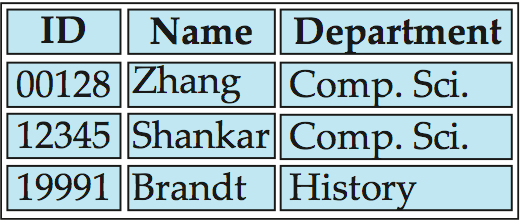 ID Name Department
00128 Zhang Comp. Sci.
12345 Shankar Comp. Sci.
19991 Brandt History